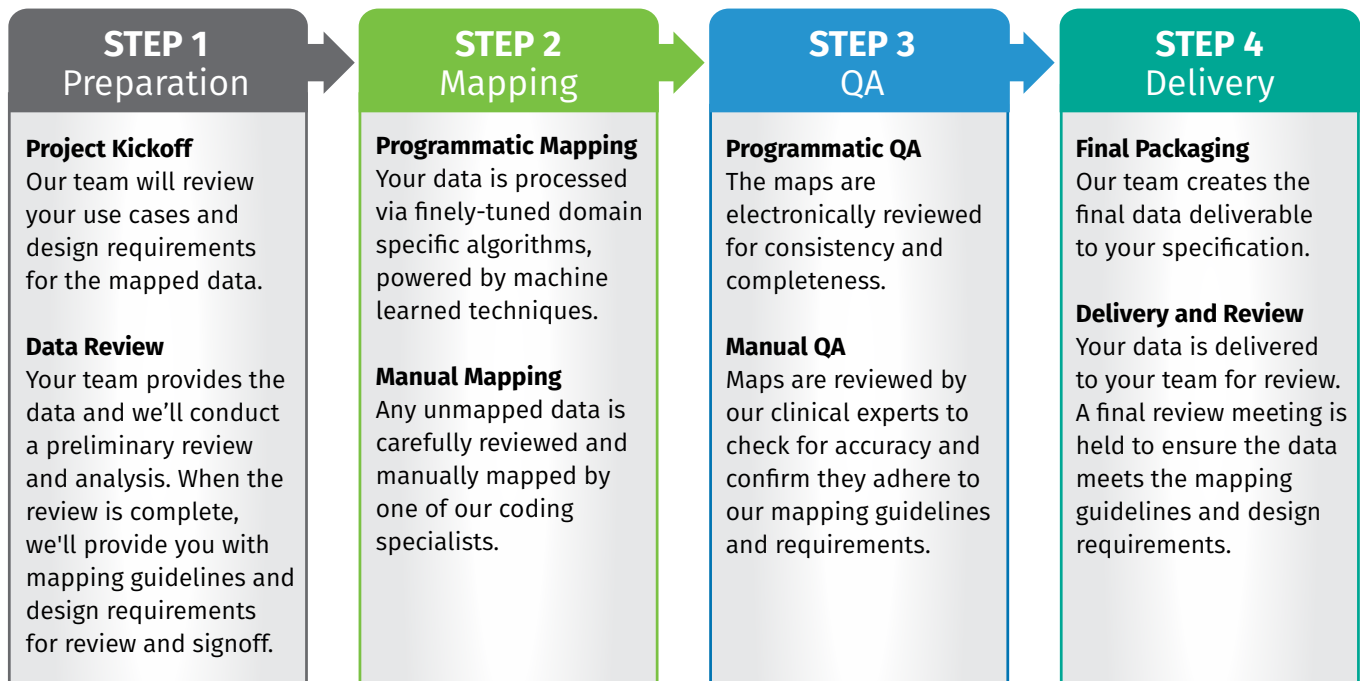 STEP 1
Preparation
Project Kickoff
Our team will review
your use cases and
design requirements
for the mapped data.
Data Review
Your team provides the
data and we’ll conduct
a preliminary review
and analysis. When the
review is complete,
we'll provide you with
mapping guidelines and
design requirements
for review and signoff.
STEP 2
Mapping
Programmatic Mapping
Your data is processed
via finely-tuned domain
specific algorithms,
powered by machine
learned techniques.
Manual Mapping
Any unmapped data is
carefully reviewed and
manually mapped by
one of our coding
specialists.
STEP 3
QA
Programmatic QA
The maps are
electronically reviewed
for consistency and
completeness.
Manual QA
Maps are reviewed by
our clinical experts to
check for accuracy and
confirm they adhere to
our mapping guidelines
and requirements.
STEP 4
Delivery
Final Packaging
Our team creates the
final data deliverable
to your specification.
Delivery and Review
Your data is delivered
to your team for review.
A final review meeting is
held to ensure the data
meets the mapping
guidelines and design
requirements.